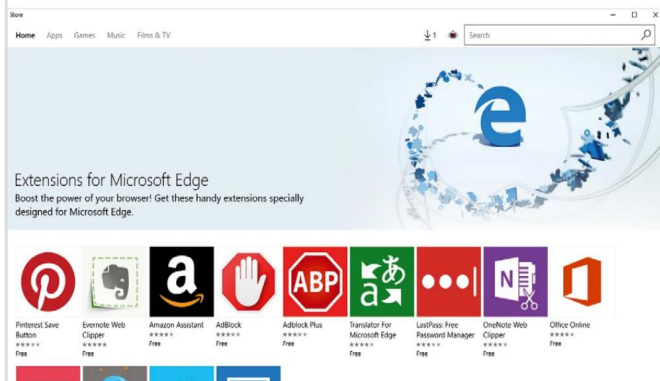 Store
Home Apps Games Music Films & TV
1
Search
Extensions for Microsoft Edge
Boost the power of your browser! Get these handy extensions specially
designed for Microsoft Edge.
a
ABP
あ
a
N
Pinterest Save
Button
Free
Evernote Web
Clipper
Free
Amazon Assistant
Free
AdBlock
Free
Adblock Plus
Free
Translator For
Microsoft Edge
Free
LastPass: Free
Password Manager
Free
OneNote Web
Clipper
Free
Office Online
Free